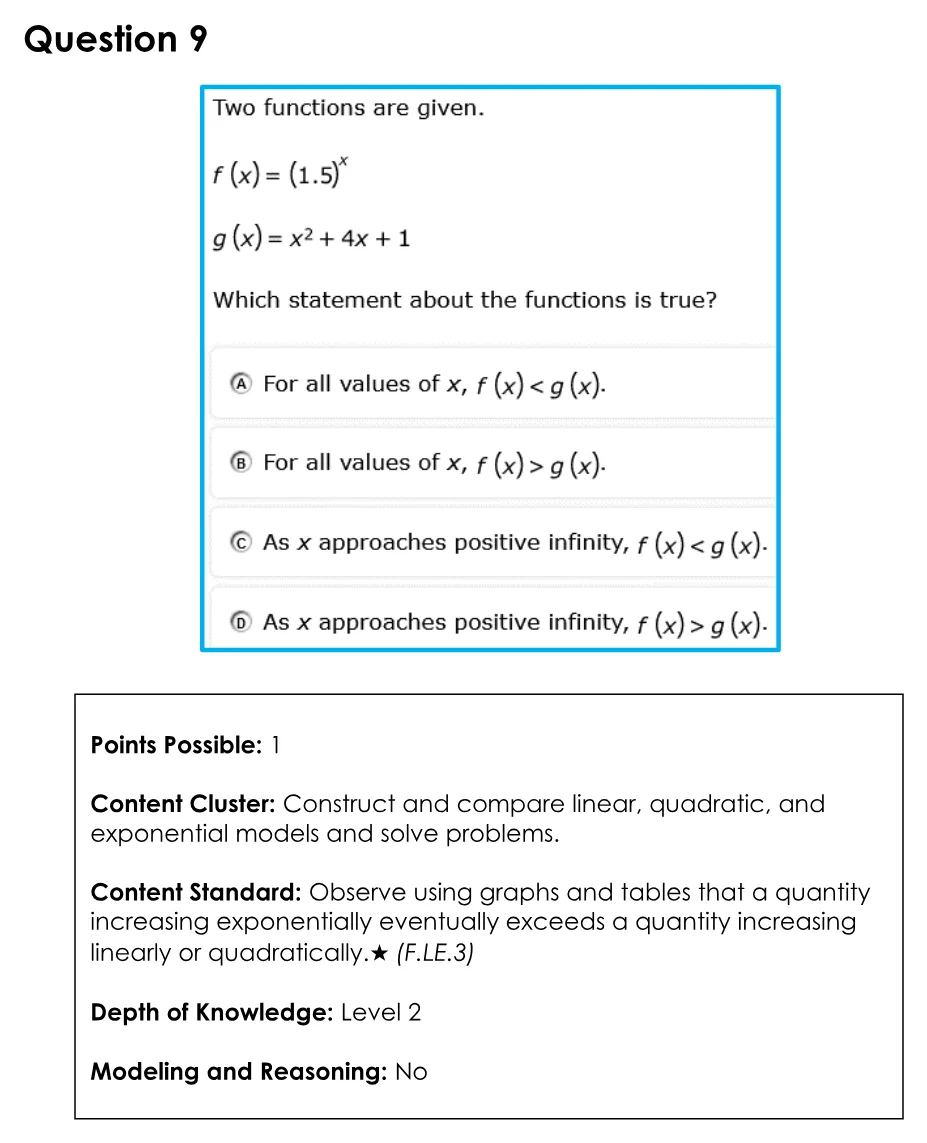 Question 9
Two functions are given.
f (x) = (1.5)ˣ
g (x) = x² + 4x + 1
Which statement about the functions is true?
Ⓐ For all values of x, f (x) < g (x).
Ⓑ For all values of x, f (x) > g (x).
Ⓒ As x approaches positive infinity, f (x) < g (x).
Ⓓ As x approaches positive infinity, f (x) > g (x).
Points Possible: 1
Content Cluster: Construct and compare linear, quadratic, and
exponential models and solve problems.
Content Standard: Observe using graphs and tables that a quantity
increasing exponentially eventually exceeds a quantity increasing
linearly or quadratically.★ (F.LE.3)
Depth of Knowledge: Level 2
Modeling and Reasoning: No